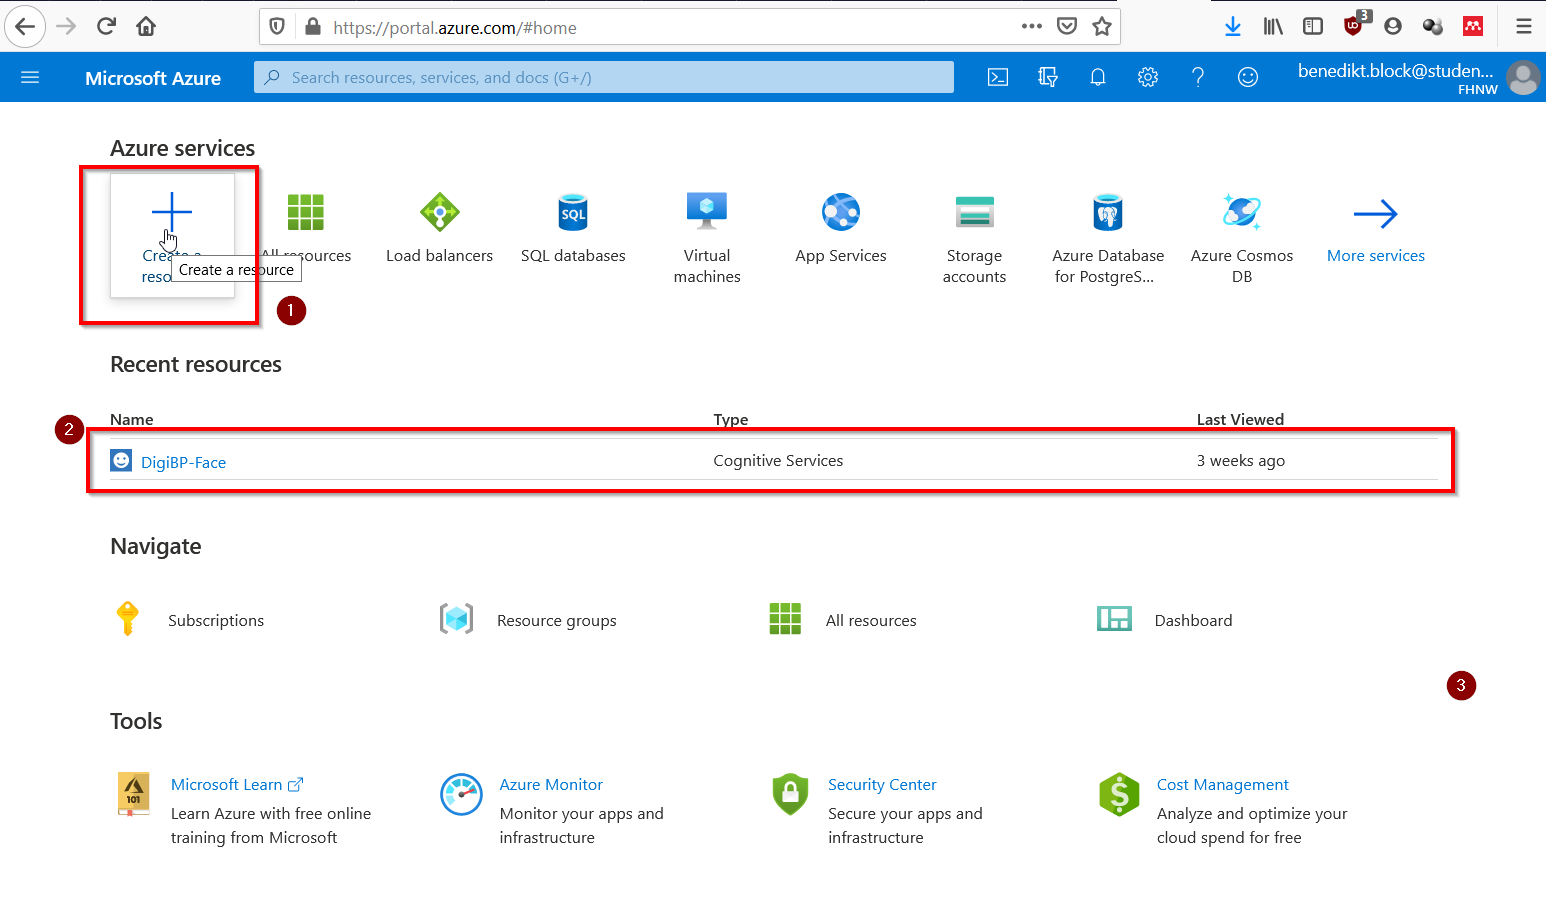 https://portal.azure.com/#home
3
Microsoft Azure
Search resources, services, and docs (G+/)
benedikt.block@studen...
FHNW
Azure services
Create a
resou
Create a resource
All resources
Load balancers
SQL
SQL databases
Virtual
machines
App Services
Storage
accounts
Azure Database
for PostgreS...
Azure Cosmos
DB
More services
1
Recent resources
2
Name Type Last Viewed
DigiBP-Face Cognitive Services 3 weeks ago
Navigate
Subscriptions Resource groups All resources Dashboard
3
Tools
101
Microsoft Learn
Learn Azure with free online
training from Microsoft
Azure Monitor
Monitor your apps and
infrastructure
Security Center
Secure your apps and
infrastructure
$
Cost Management
Analyze and optimize your
cloud spend for free